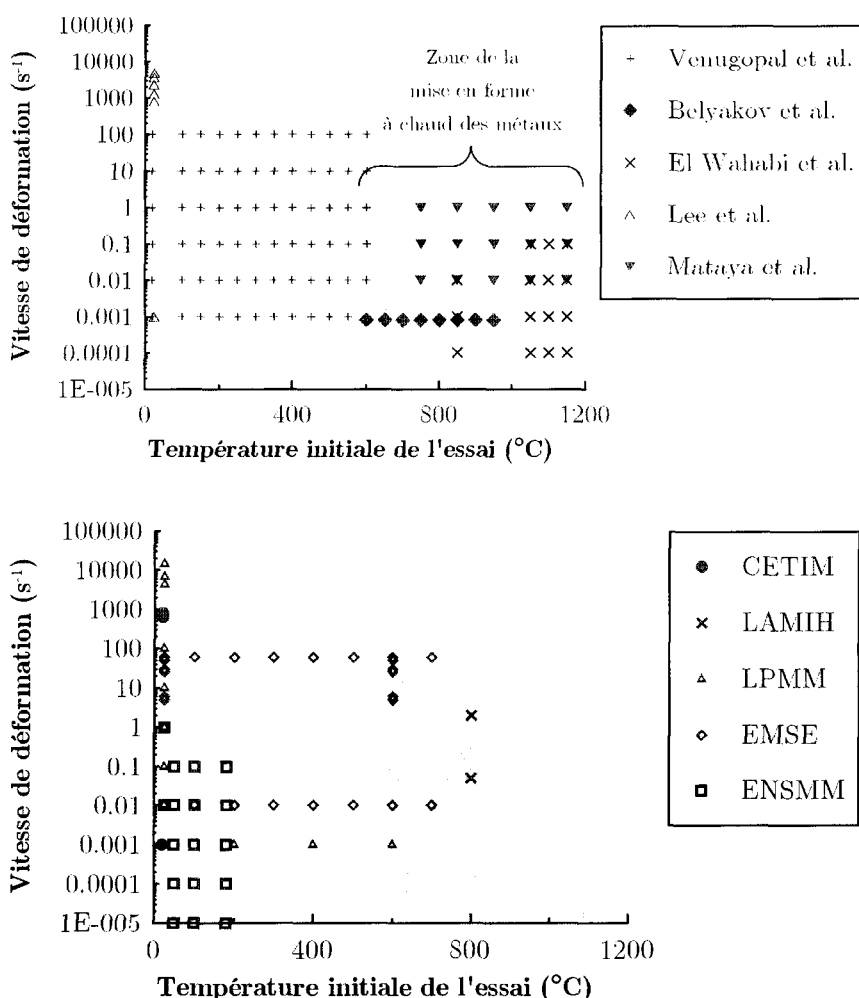 100000
10000
1000
100
10
1
0.1
0.01
0.001
0.0001
1E-005
Vitesse de déformation (s⁻¹)
0
400
800
1200
Température initiale de l'essai (°C)
Zone de la
mise en forme
à chaud des métaux
Venugopal et al.
Belyakov et al.
El Wahabi et al.
Lee et al.
Mataya et al.
100000
10000
1000
100
10
1
0.1
0.01
0.001
0.0001
1E-005
Vitesse de déformation (s⁻¹)
0
400
800
1200
Température initiale de l'essai (°C)
CETIM
LAMIH
LPMM
EMSE
ENSMM